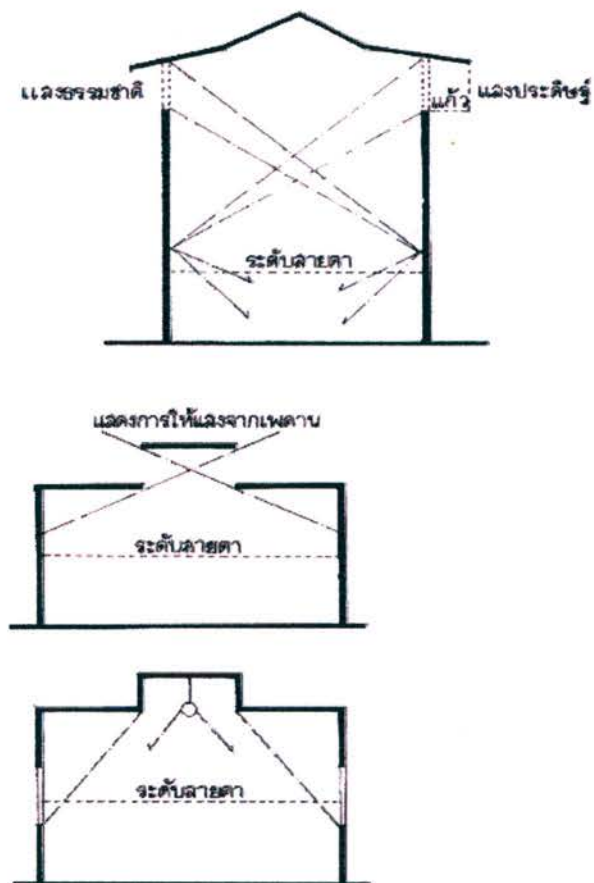 แสงธรรมชาติ
แก้ว
แสงประดิษฐ์
ระดับสายตา
แสดงการให้แสงจากเพดาน
ระดับสายตา
ระดับสายตา